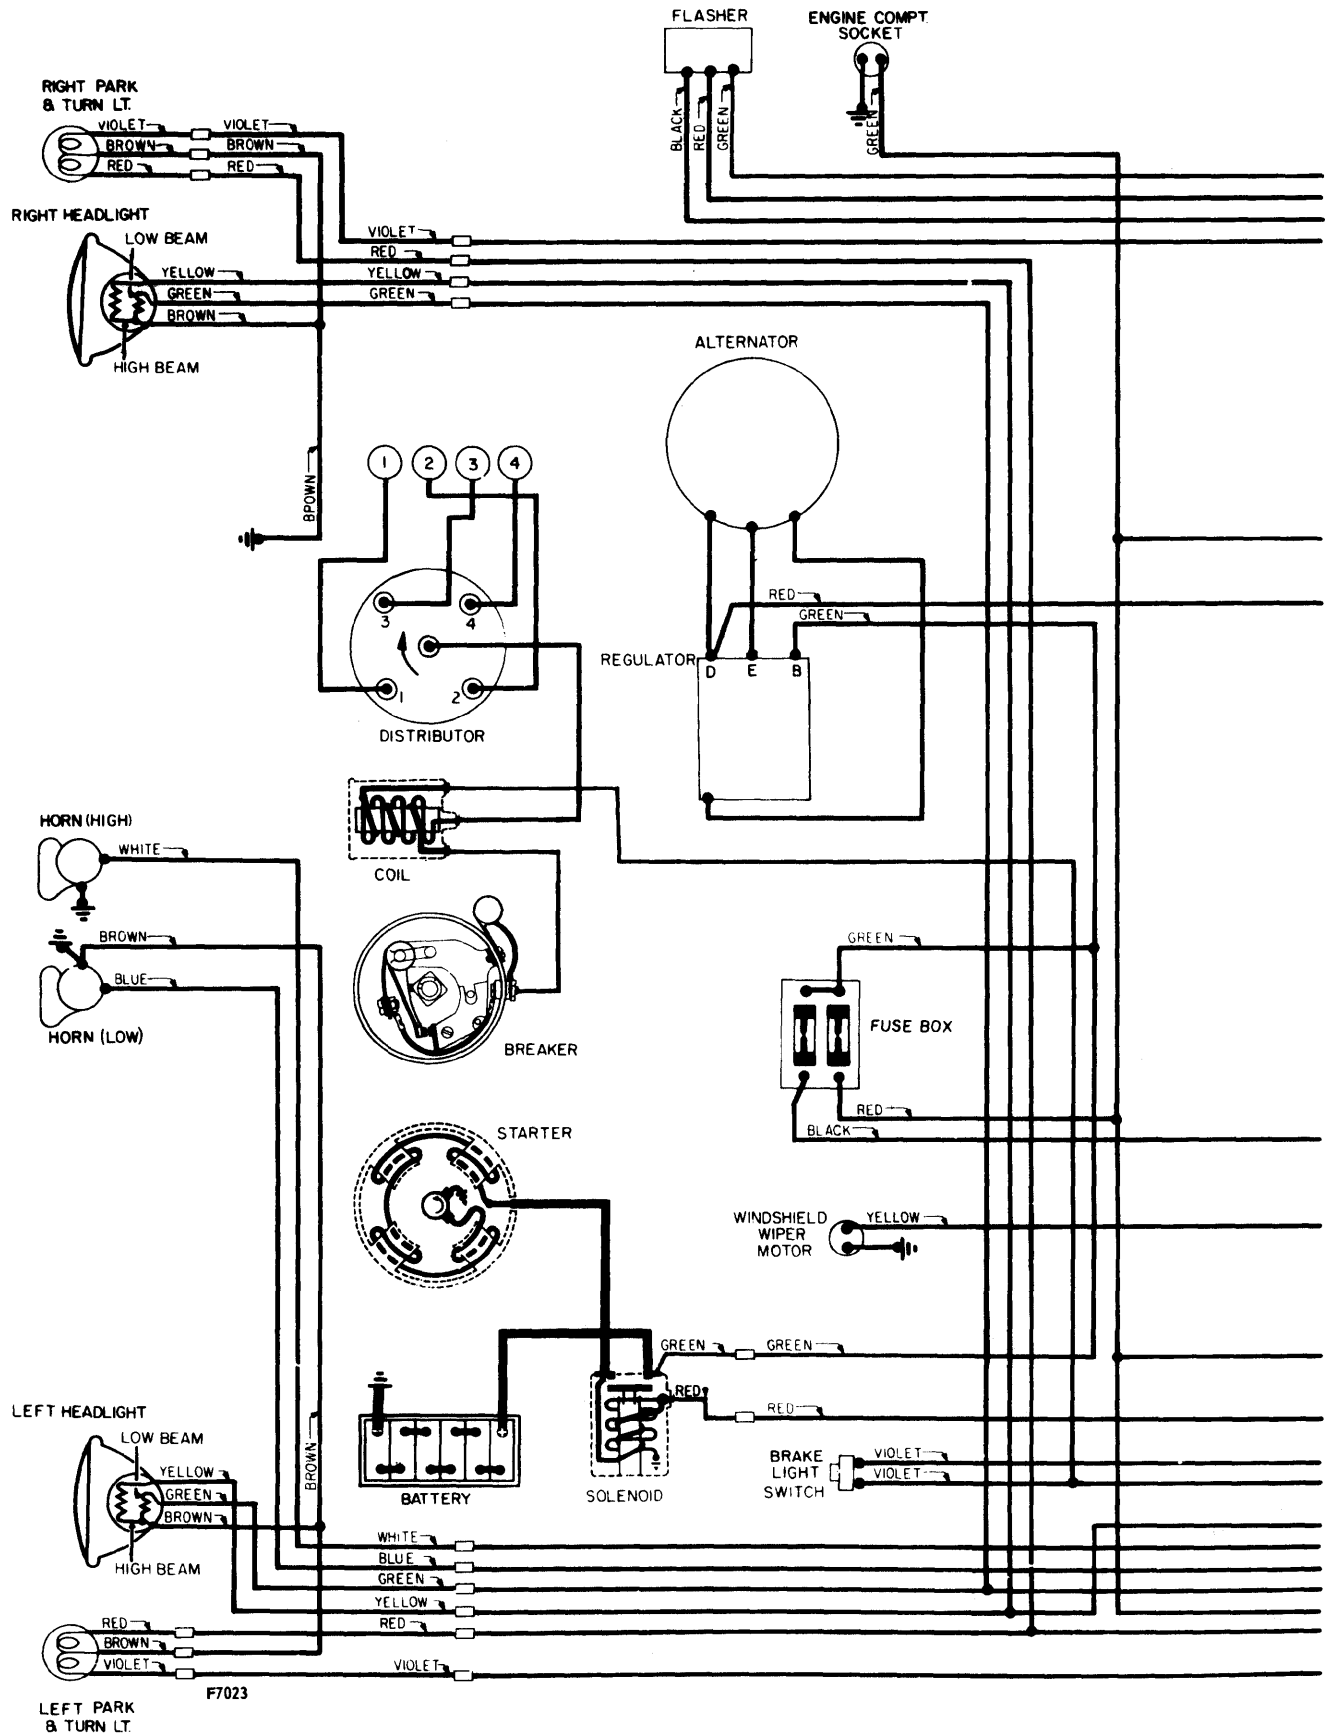 FLASHER
ENGINE COMPT.
SOCKET
BLACK
RED
GREEN
GREEN
RIGHT PARK
& TURN LT.
VIOLET
VIOLET
BROWN
BROWN
RED
RED
RIGHT HEADLIGHT
LOW BEAM
YELLOW
GREEN
BROWN
HIGH BEAM
VIOLET
RED
YELLOW
GREEN
BROWN
ALTERNATOR
1
2
3
4
3
4
1
2
DISTRIBUTOR
RED
GREEN
REGULATOR
D
E
B
COIL
HORN (HIGH)
WHITE
BROWN
BLUE
HORN (LOW)
BREAKER
GREEN
FUSE BOX
RED
BLACK
STARTER
WINDSHIELD
WIPER
MOTOR
YELLOW
GREEN
GREEN
RED
RED
SOLENOID
BATTERY
BRAKE
LIGHT
SWITCH
VIOLET
VIOLET
LEFT HEADLIGHT
LOW BEAM
YELLOW
GREEN
BROWN
HIGH BEAM
BROWN
WHITE
BLUE
GREEN
YELLOW
RED
RED
BROWN
VIOLET
VIOLET
F7023
LEFT PARK
& TURN LT.